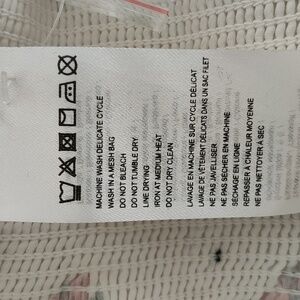 MACHINE WASH DELICATE CYCLE
WASH IN A MESH BAG
DO NOT BLEACH
DO NOT TUMBLE DRY
LINE DRYING
IRON AT MEDIUM HEAT
DO NOT DRY CLEAN
LAVAGE EN MACHINE SUR CYCLE DÉLICAT
LAVAGE DE VÊTEMENT DÉLICATS DANS UN SAC FILET
NE PAS JAVELLISER
NE PAS SÉCHER EN MACHINE
SÉCHAGE EN LIGNE
REPASSER À CHALEUR MOYENNE
NE PAS NETTOYER À SEC